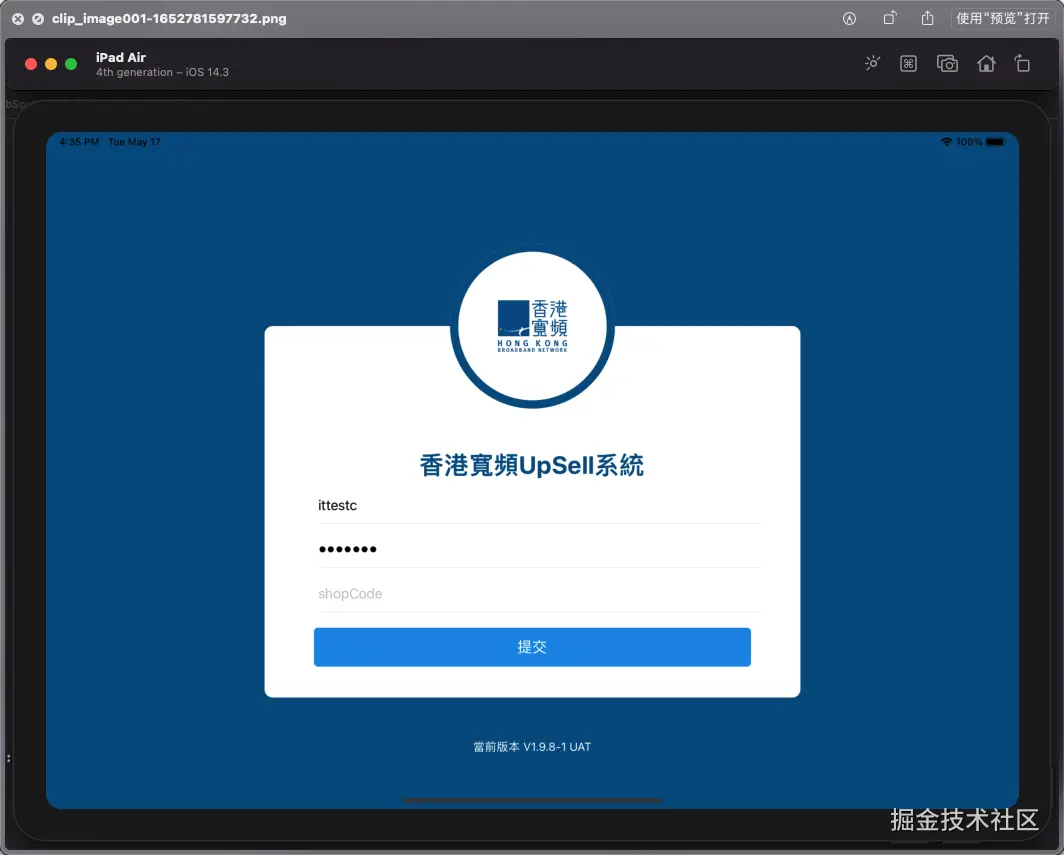 clip_image001-1652781597732.png
使用“预览”打开
iPad Air
4th generation – iOS 14.3
4:35 PM Tue May 17
100%
香港
寬頻
HONG KONG
BROADBAND NETWORK
香港寬頻UpSell系統
ittestc
•••••••
shopCode
提交
當前版本 V1.9.8-1 UAT
掘金技术社区